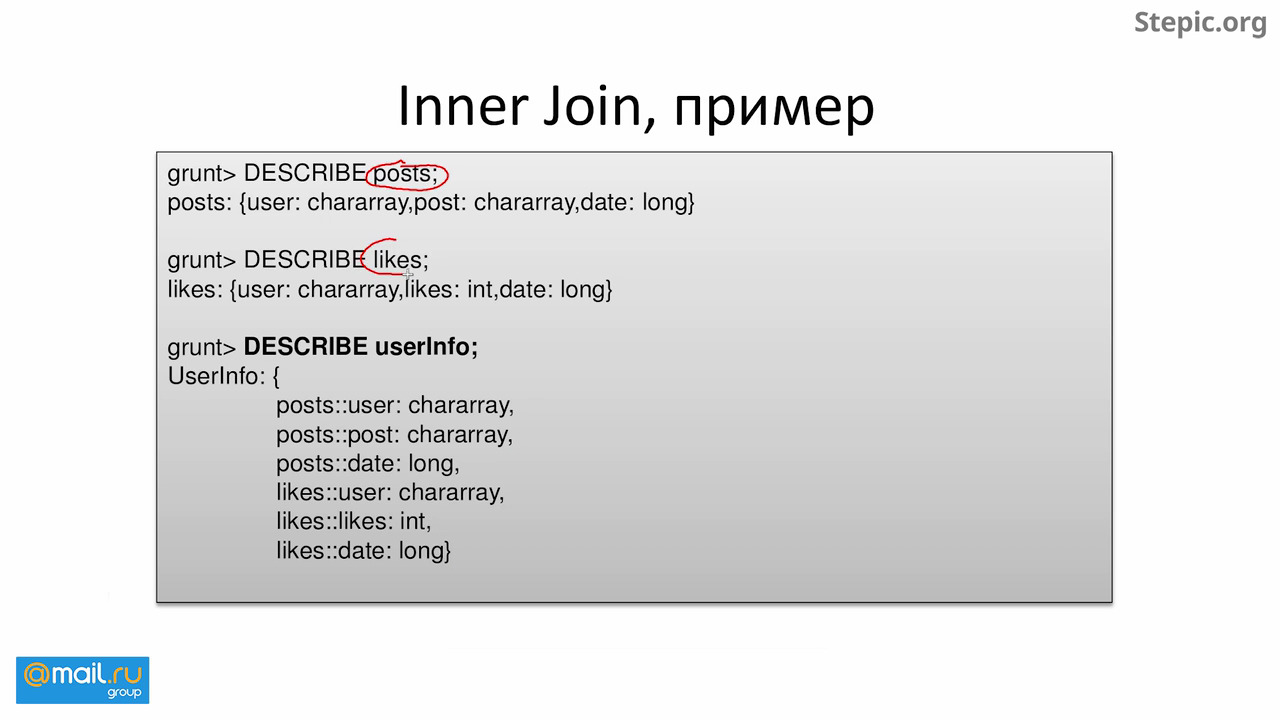 Stepic.org
Inner Join, пример
grunt> DESCRIBE posts;
posts: {user: chararray,post: chararray,date: long}
grunt> DESCRIBE likes;
likes: {user: chararray,likes: int,date: long}
grunt> DESCRIBE userInfo;
UserInfo: {
posts::user: chararray,
posts::post: chararray,
posts::date: long,
likes::user: chararray,
likes::likes: int,
likes::date: long}
@mail.ru
group